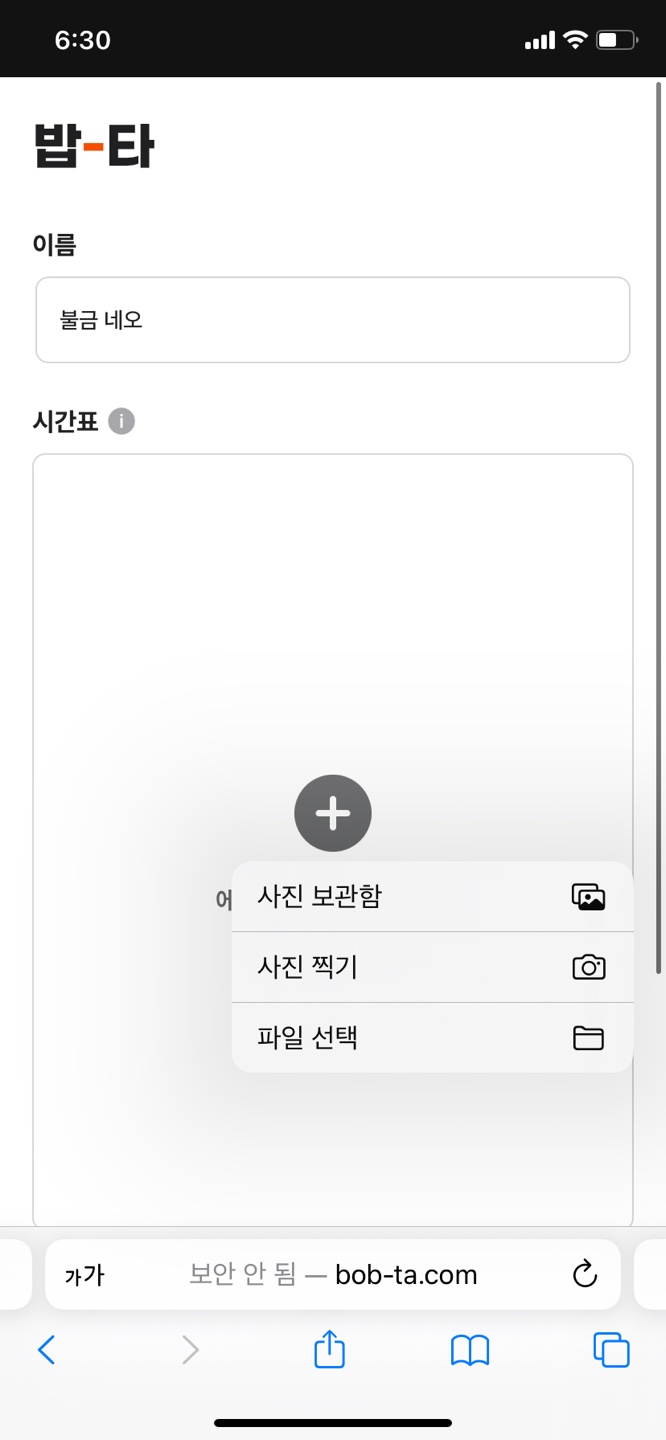 6:30
밥-타
이름
불금 네오
시간표 i
에
사진 보관함
사진 찍기
파일 선택
가가 보안 안 됨 — bob-ta.com